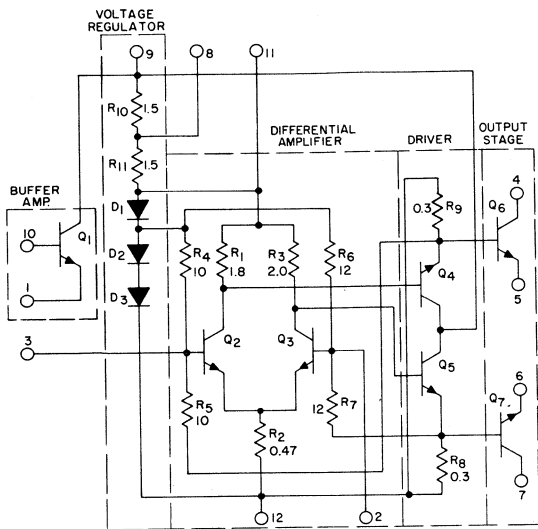 VOLTAGE
REGULATOR
9
8
11
R10
1.5
R11
1.5
DIFFERENTIAL
AMPLIFIER
DRIVER
OUTPUT
STAGE
BUFFER
AMP.
10
Q1
1
3
D1
D2
D3
R4
10
R1
1.8
R3
2.0
R6
12
0.3
R9
4
Q6
5
Q4
Q2
Q3
Q5
R5
10
R7
12
R2
0.47
R8
0.3
6
Q7
7
12
2